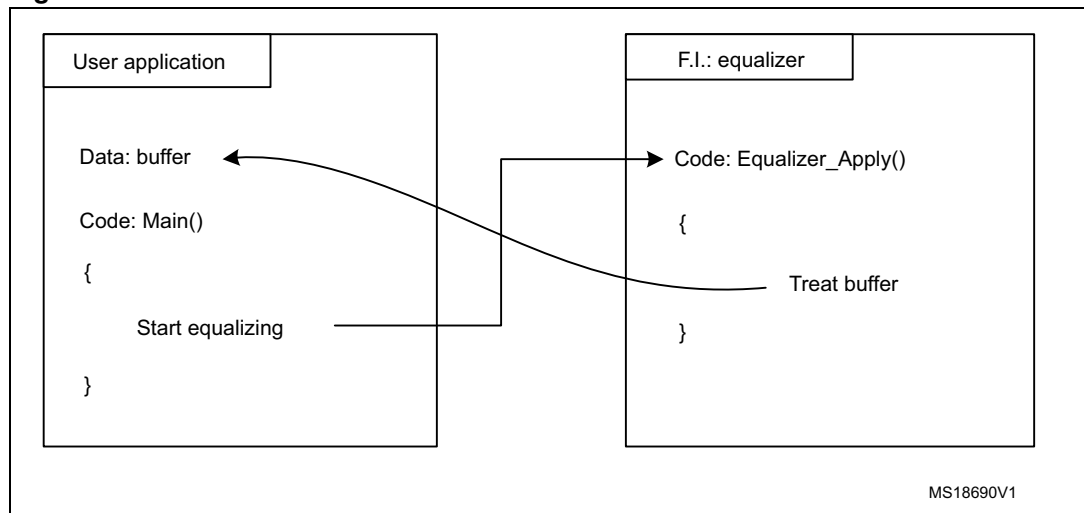 User application
Data: buffer
Code: Main()
{
Start equalizing
}
F.I.: equalizer
Code: Equalizer_Apply()
{
Treat buffer
}
MS18690V1